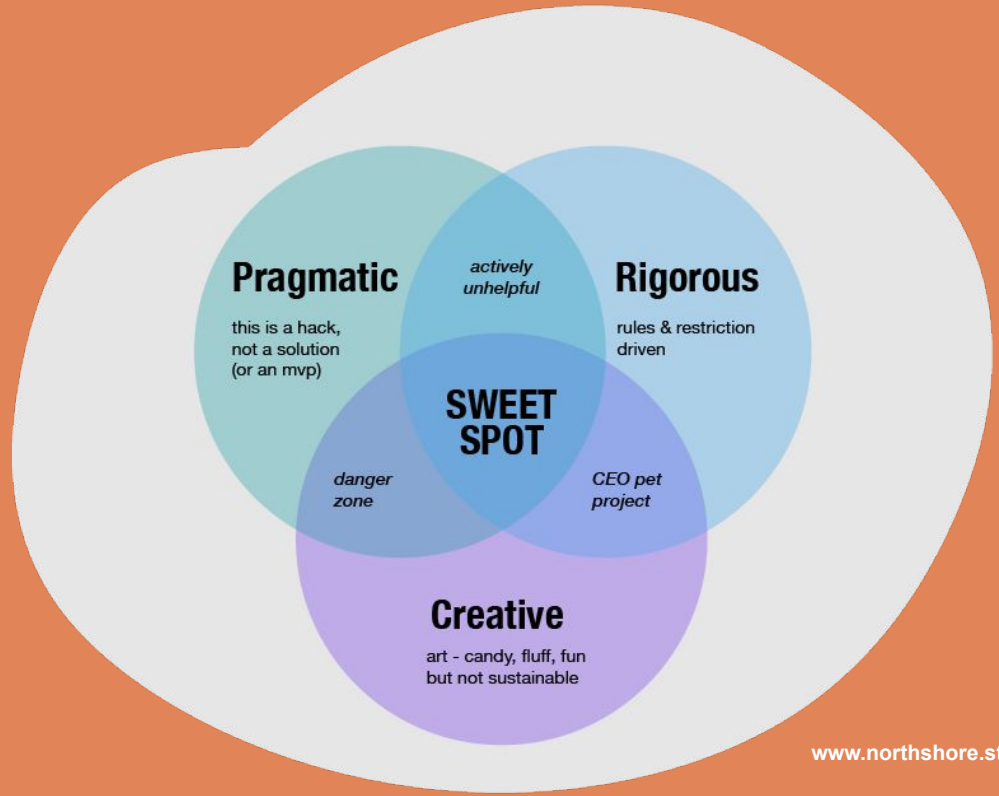 Pragmatic
this is a hack,
not a solution
(or an mvp)
actively
unhelpful
Rigorous
rules & restriction
driven
SWEET
SPOT
danger
zone
CEO pet
project
Creative
art - candy, fluff, fun
but not sustainable
www.northshore.st